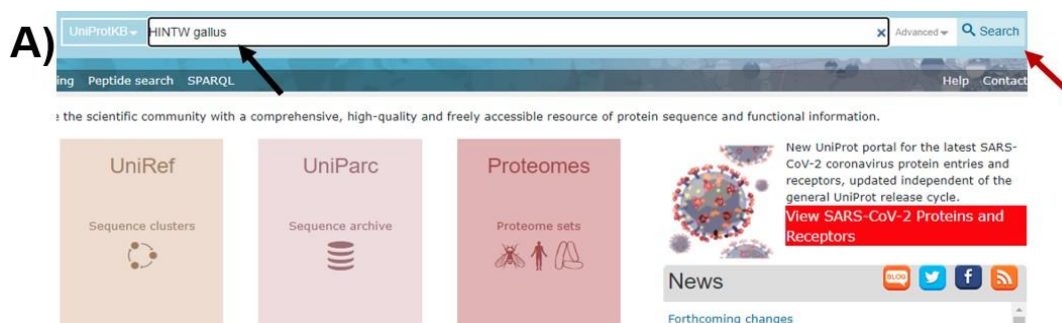 A)
UniProtKB
HINTW gallus
Advanced
Search
ing Peptide search SPARQL
Help Contact
the scientific community with a comprehensive, high-quality and freely accessible resource of protein sequence and functional information.
UniRef
Sequence clusters
UniParc
Sequence archive
Proteomes
Proteome sets
New UniProt portal for the latest SARS-
CoV-2 coronavirus protein entries and
receptors, updated independent of the
general UniProt release cycle.
View SARS-CoV-2 Proteins and
Receptors
News
BLOG
Forthcoming changes